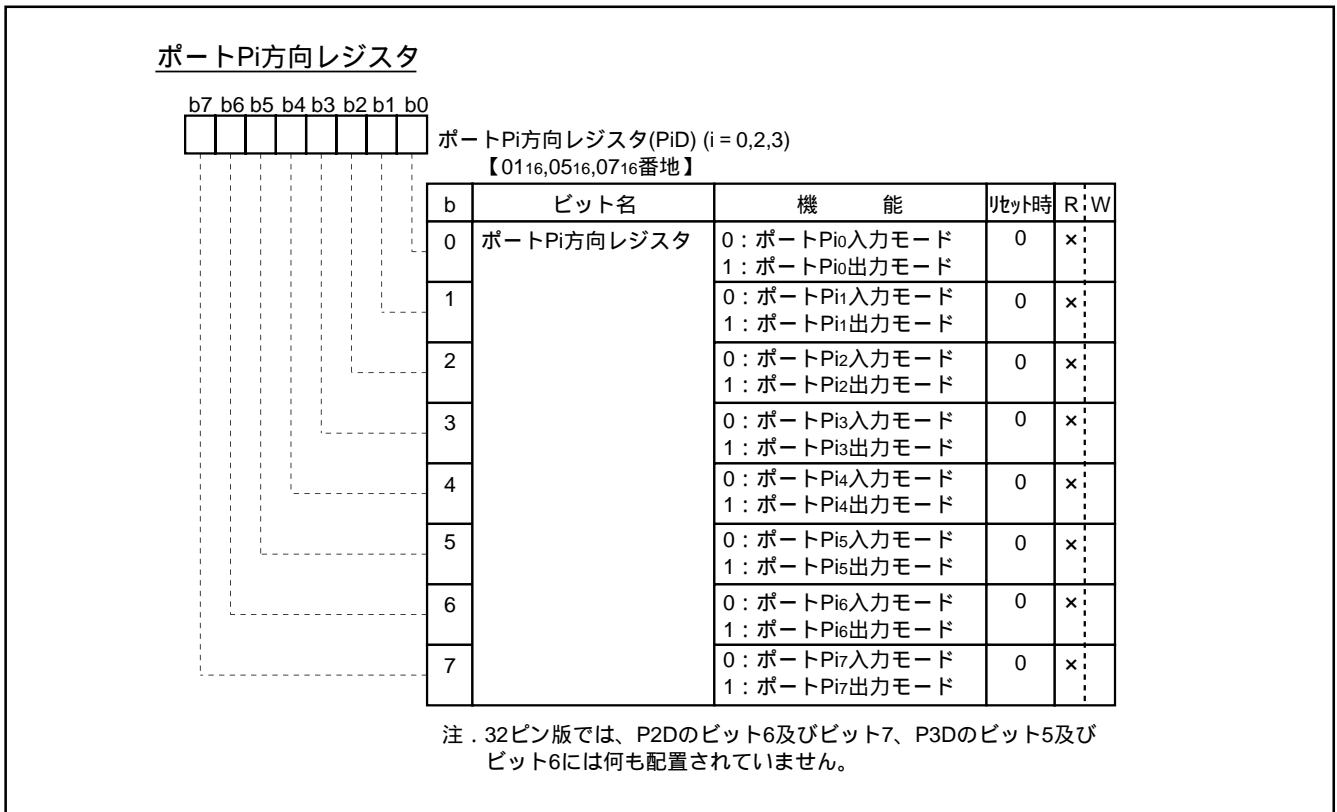 ポートPi方向レジスタ
b7 b6 b5 b4 b3 b2 b1 b0
ポートPi方向レジスタ(PiD) (i = 0,2,3)
【0116,0516,0716番地】
b ビット名 機 能 リセット時 R W
0 ポートPi方向レジスタ 0：ポートPi0入力モード 0 ×
1：ポートPi0出力モード
1 0：ポートPi1入力モード 0 ×
1：ポートPi1出力モード
2 0：ポートPi2入力モード 0 ×
1：ポートPi2出力モード
3 0：ポートPi3入力モード 0 ×
1：ポートPi3出力モード
4 0：ポートPi4入力モード 0 ×
1：ポートPi4出力モード
5 0：ポートPi5入力モード 0 ×
1：ポートPi5出力モード
6 0：ポートPi6入力モード 0 ×
1：ポートPi6出力モード
7 0：ポートPi7入力モード 0 ×
1：ポートPi7出力モード
注．32ピン版では、P2Dのビット6及びビット7、P3Dのビット5及び
ビット6には何も配置されていません。